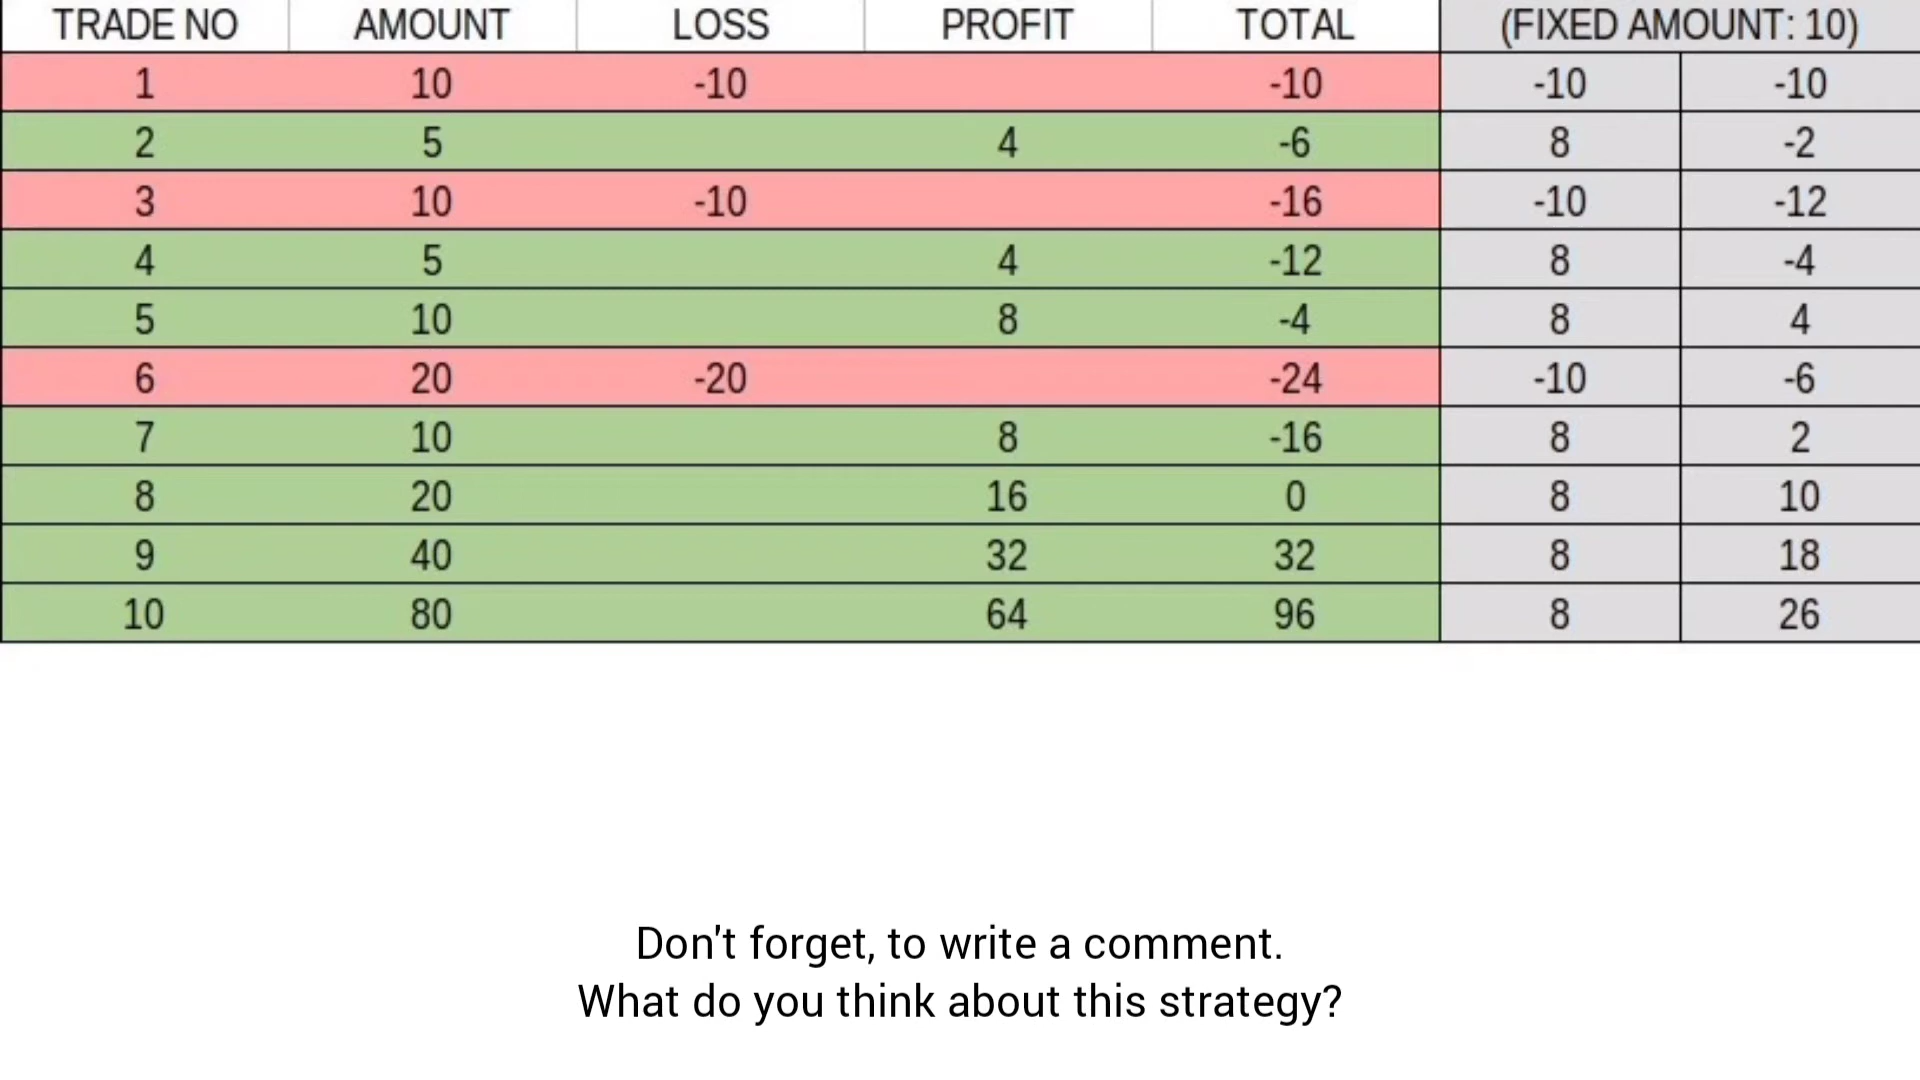 TRADE NO AMOUNT LOSS PROFIT TOTAL (FIXED AMOUNT: 10)
1 10 -10 -10 -10 -10
2 5 4 -6 8 -2
3 10 -10 -16 -10 -12
4 5 4 -12 8 -4
5 10 8 -4 8 4
6 20 -20 -24 -10 -6
7 10 8 -16 8 2
8 20 16 0 8 10
9 40 32 32 8 18
10 80 64 96 8 26
Don't forget, to write a comment.
What do you think about this strategy?